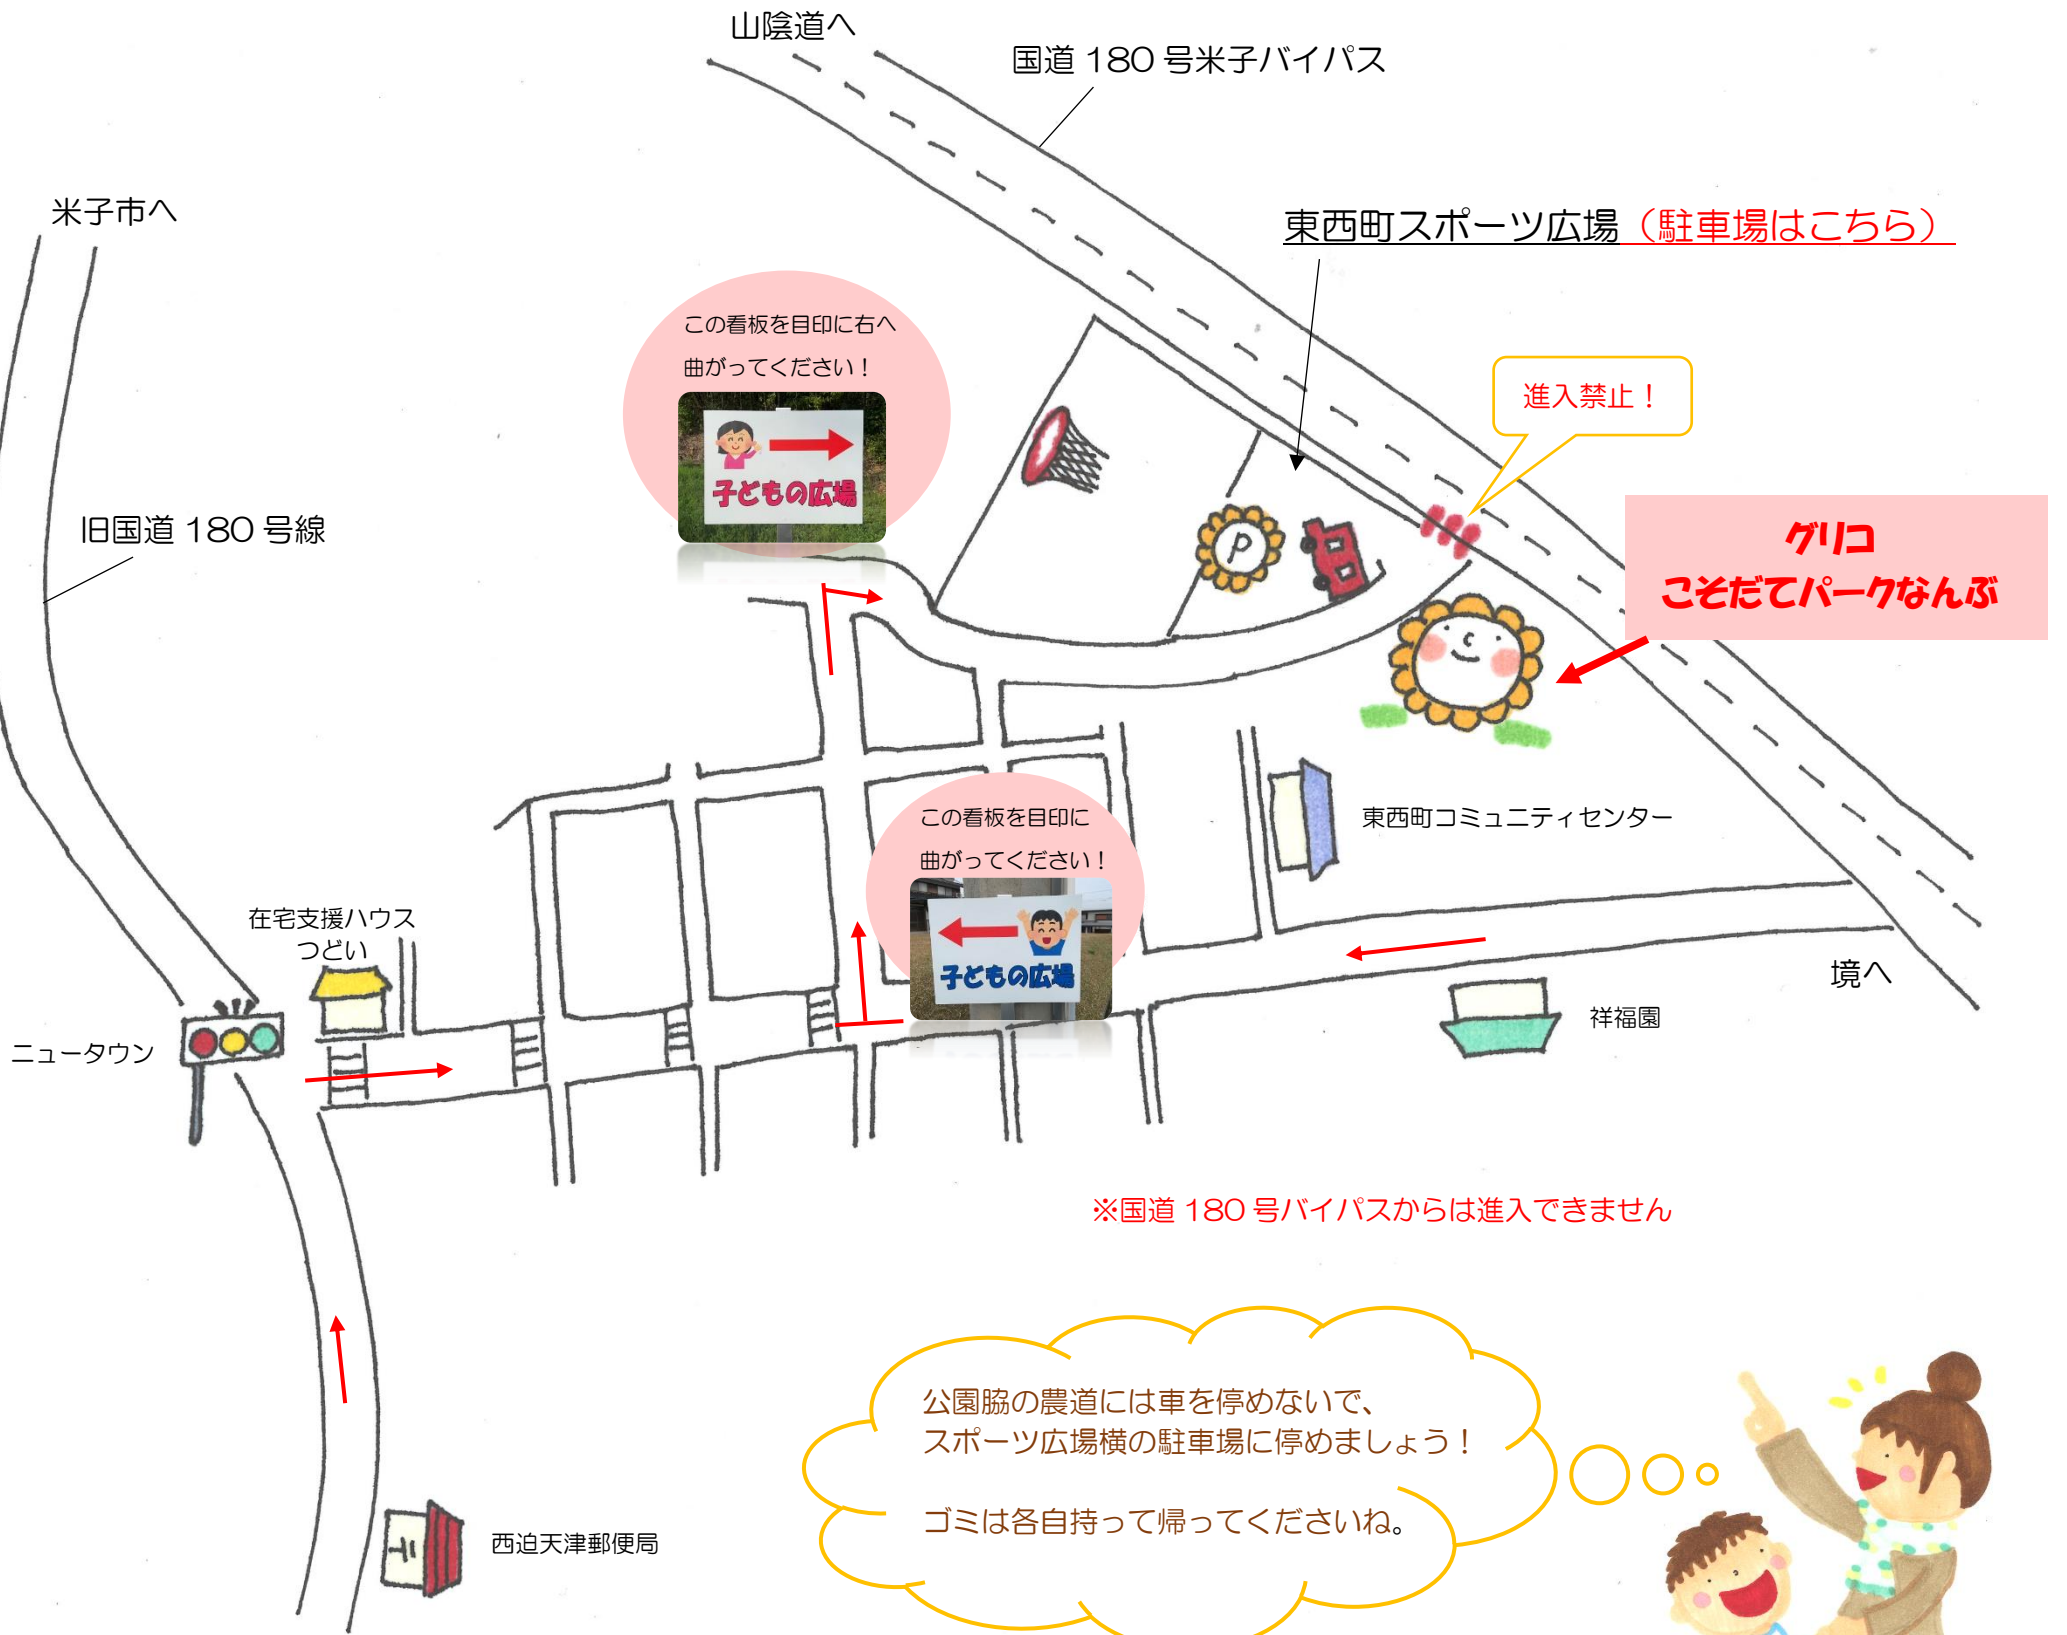 山陰道へ
国道 180 号米子バイパス
米子市へ
東西町スポーツ広場（駐車場はこちら）
この看板を目印に右へ
曲がってください！
子どもの広場
進入禁止！
旧国道 180 号線
グリコ
こそだてパークなんぶ
P
この看板を目印に
曲がってください！
子どもの広場
東西町コミュニティセンター
在宅支援ハウス
つどい
境へ
祥福園
ニュータウン
※国道 180 号バイパスからは進入できません
公園脇の農道には車を停めないで、
スポーツ広場横の駐車場に停めましょう！
ゴミは各自持って帰ってくださいね。
〒
西迫天津郵便局